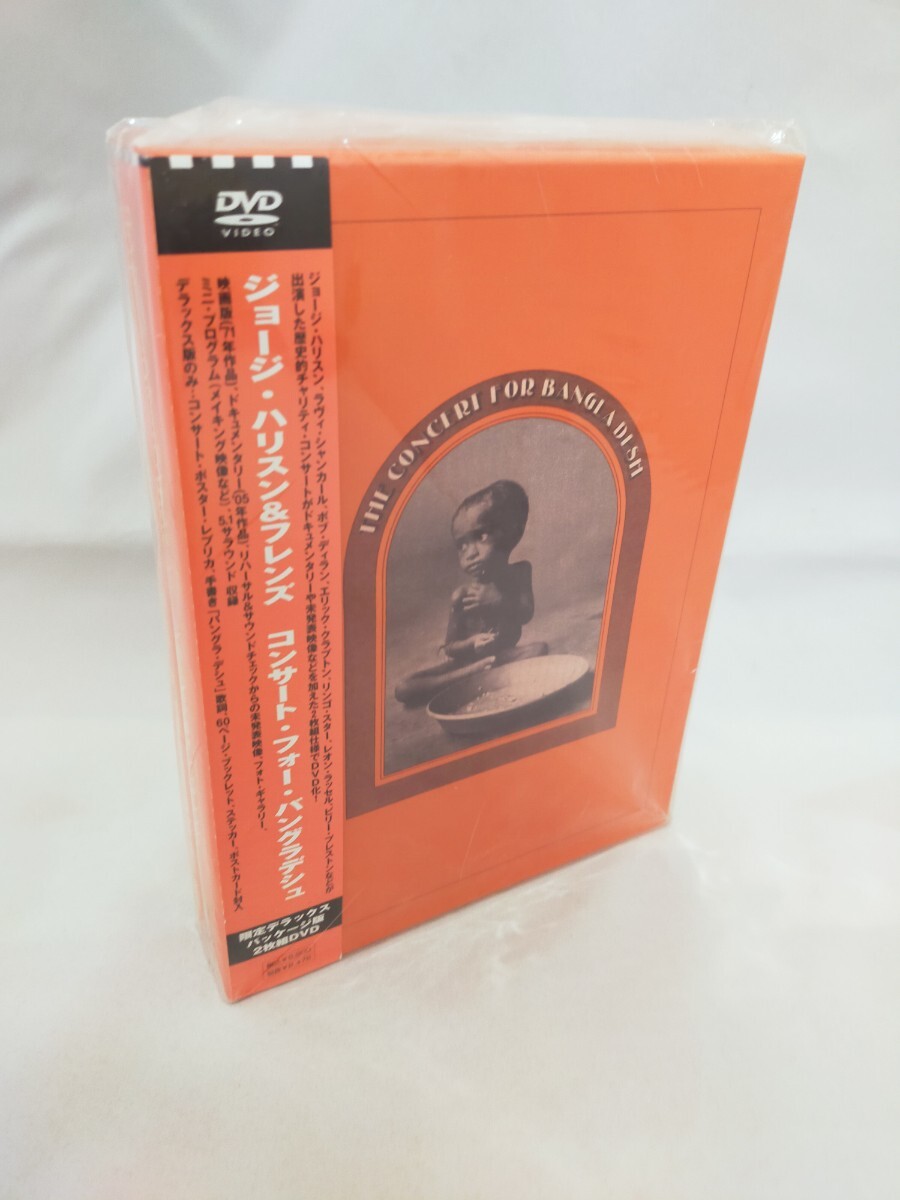 DVD
VIDEO
ジョージ・ハリスン、ラヴィ・シャンカール、ボブ・ディラン、エリック・クラプトン、リンゴ・スター、レオン・ラッセル、ビリー・プレストンなどが
出演した歴史的チャリティ・コンサートがドキュメンタリーや未発表映像などを加えた2枚組仕様でDVD化!
ジョージ・ハリスン&フレンズ コンサート・フォー・バングラデシュ
映画版('71年作品)、ドキュメンタリー('05年作品)、リハーサル&サウンドチェックからの未発表映像、フォト・ギャラリー、
ミニ・プログラム(メイキング映像など)、5.1サラウンド 収録
デラックス版のみ…コンサート・ポスター・レプリカ、手書き「バングラ・デシュ」歌詞、60ページ・ブックレット、ステッカー、ポストカード封入
限定デラックス
パッケージ版
2枚組DVD
THE CONCERT FOR BANGLADESH